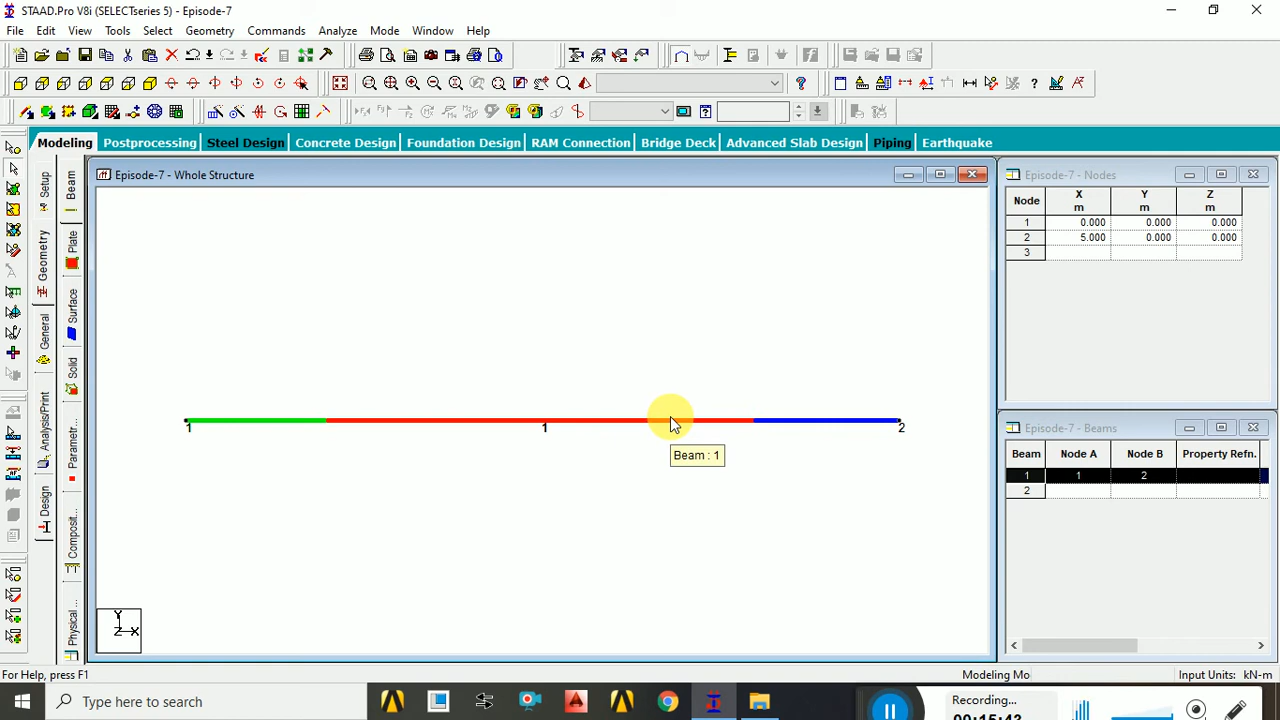 STAAD.Pro V8i (SELECTseries 5) - Episode-7
File Edit View Tools Select Geometry Commands Analyze Mode Window Help
Modeling Postprocessing Steel Design Concrete Design Foundation Design RAM Connection Bridge Deck Advanced Slab Design Piping Earthquake
Setup
Geometry
General
Analysis/Print
Design
Beam
Plate
Surface
Solid
Parametr...
Composit...
Physical
Episode-7 - Whole Structure
1 1 2
Beam : 1
Y
Z X
Episode-7 - Nodes
Node X m Y m Z m
1 0.000 0.000 0.000
2 5.000 0.000 0.000
3
Episode-7 - Beams
Beam Node A Node B Property Refn.
1 1 2
2
For Help, press F1
Modeling Mo
Input Units: kN-m
Type here to search
Recording...
00:15:43